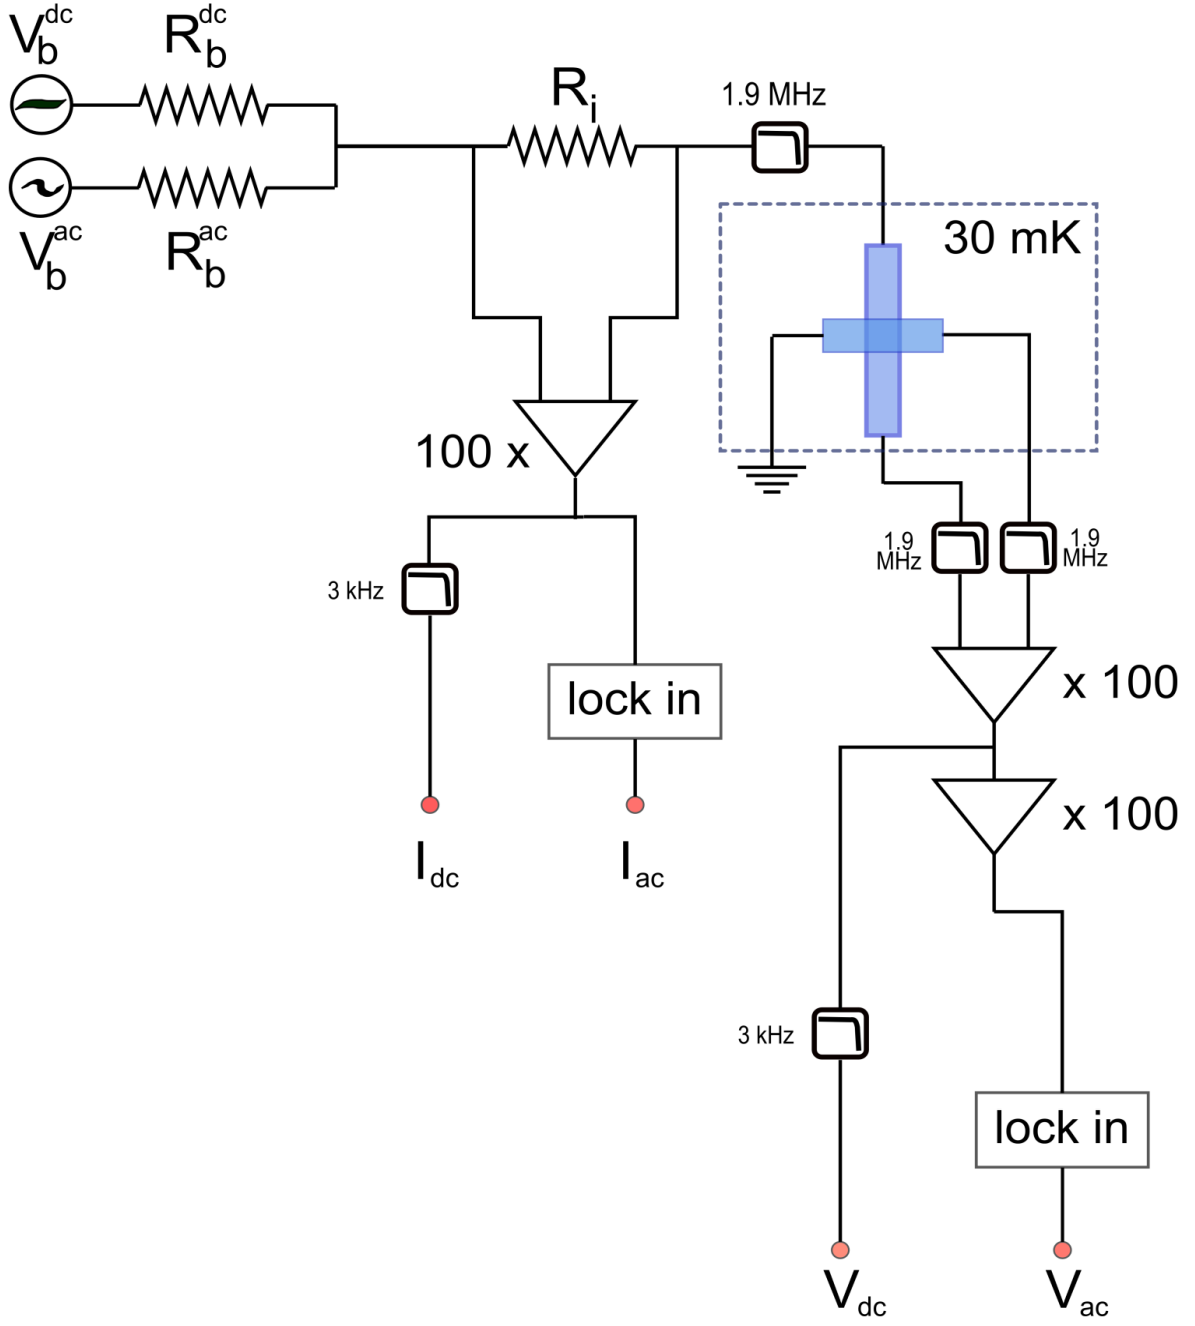 V_b^dc
R_b^dc
V_b^ac
R_b^ac
R_i
1.9 MHz
30 mK
100 x
3 kHz
lock in
I_dc
I_ac
1.9
MHz
1.9
MHz
x 100
x 100
3 kHz
lock in
V_dc
V_ac